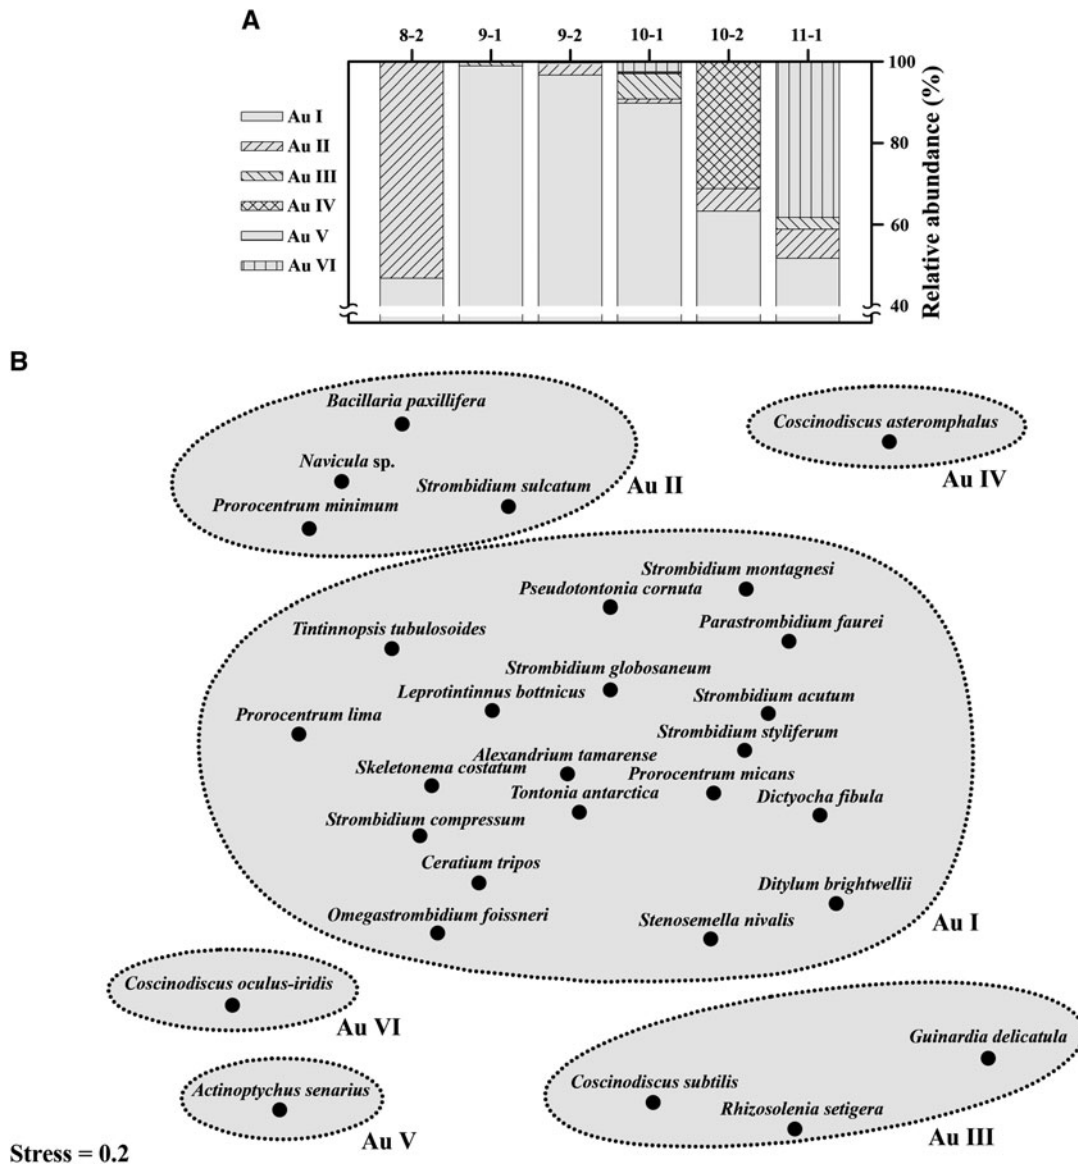 A
8-2 9-1 9-2 10-1 10-2 11-1
100
80
60
40
Relative abundance (%)
Au I
Au II
Au III
Au IV
Au V
Au VI
B
Bacillaria paxillifera
Coscinodiscus asteromphalus
Navicula sp.
Strombidium sulcatum
Au II
Au IV
Prorocentrum minimum
Strombidium montagnesi
Pseudotontonia cornuta
Tintinnopsis tubulosoides
Parastrombidium faurei
Strombidium globosaneum
Leprotintinnus bottnicus
Strombidium acutum
Prorocentrum lima
Strombidium styliferum
Alexandrium tamarense
Skeletonema costatum
Prorocentrum micans
Tontonia antarctica
Dictyocha fibula
Strombidium compressum
Ceratium tripos
Ditylum brightwellii
Omegastrombidium foissneri
Stenosemella nivalis
Au I
Coscinodiscus oculus-iridis
Au VI
Guinardia delicatula
Actinoptychus senarius
Coscinodiscus subtilis
Rhizosolenia setigera
Au V
Au III
Stress = 0.2